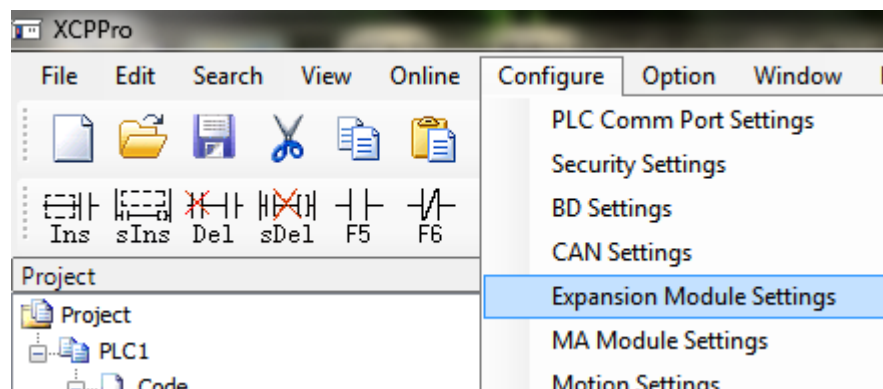 XCPPro
File Edit Search View Online Configure Option Window
PLC Comm Port Settings
Security Settings
BD Settings
CAN Settings
Expansion Module Settings
MA Module Settings
Motion Settings
Ins sIns Del sDel F5 F6
Project
Project
PLC1
Code